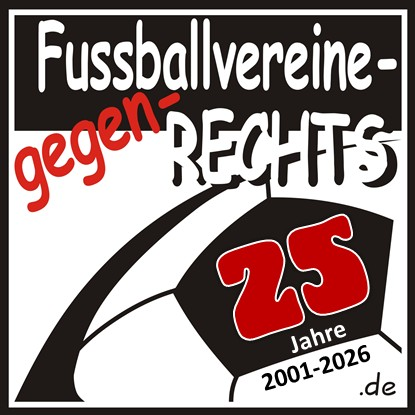 Fussballvereine-
gegen-
RECHTS
25
Jahre
2001-2026
.de